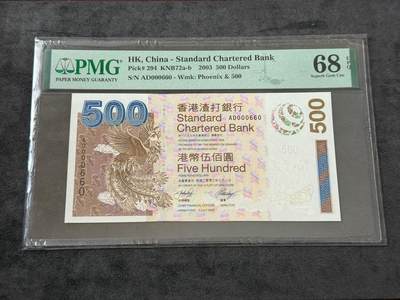 PMG
PAPER MONEY GUARANTY
HK, China - Standard Chartered Bank
Pick# 294 KNB72a-b 2003 500 Dollars
S/N AD000660 - Wmk: Phoenix & 500
68 EPQ
Superb Gem Unc
500
香港渣打銀行
AD000660
Standard
Chartered Bank
港幣伍佰圓
Five Hundred
AD000660
500